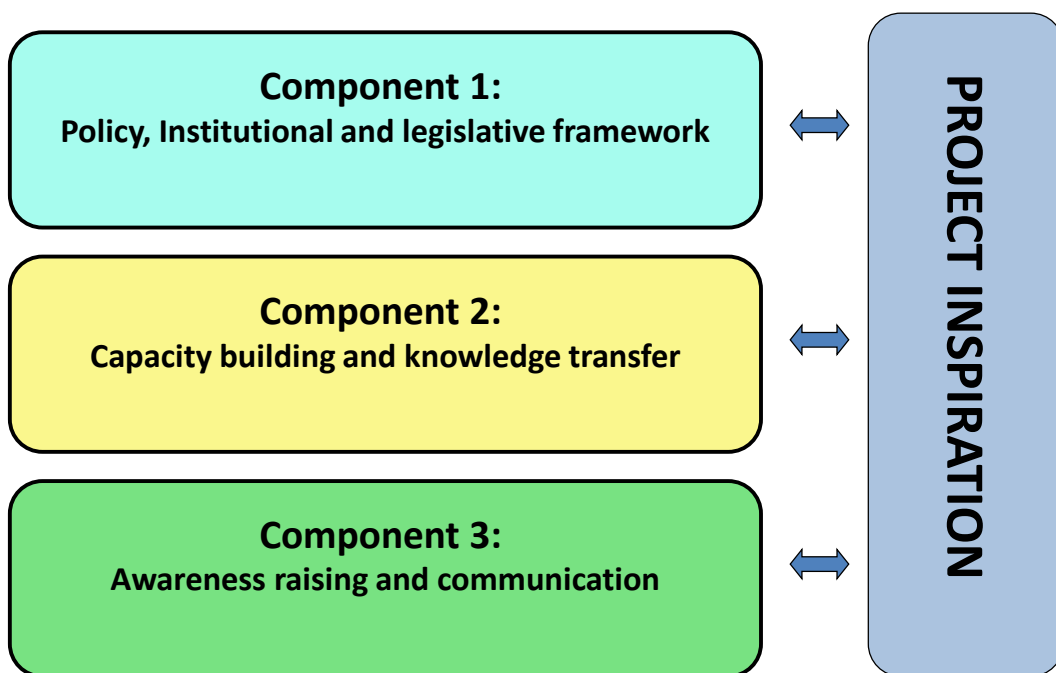 Component 1:
Policy, Institutional and legislative framework
Component 2:
Capacity building and knowledge transfer
Component 3:
Awareness raising and communication
PROJECT INSPIRATION